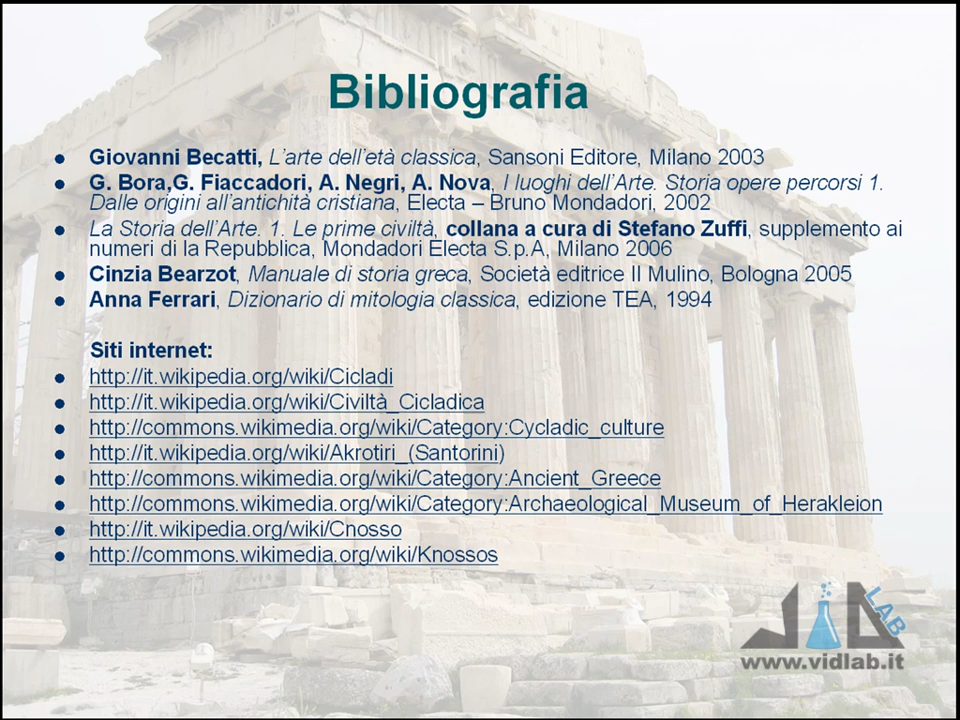 Bibliografia
Giovanni Becatti, L'arte dell'età classica, Sansoni Editore, Milano 2003
G. Bora,G. Fiaccadori, A. Negri, A. Nova, I luoghi dell'Arte. Storia opere percorsi 1.
Dalle origini all'antichità cristiana, Electa – Bruno Mondadori, 2002
La Storia dell'Arte. 1. Le prime civiltà, collana a cura di Stefano Zuffi, supplemento ai
numeri di la Repubblica, Mondadori Electa S.p.A, Milano 2006
Cinzia Bearzot, Manuale di storia greca, Società editrice Il Mulino, Bologna 2005
Anna Ferrari, Dizionario di mitologia classica, edizione TEA, 1994
Siti internet:
http://it.wikipedia.org/wiki/Cicladi
http://it.wikipedia.org/wiki/Civiltà_Cicladica
http://commons.wikimedia.org/wiki/Category:Cycladic_culture
http://it.wikipedia.org/wiki/Akrotiri_(Santorini)
http://commons.wikimedia.org/wiki/Category:Ancient_Greece
http://commons.wikimedia.org/wiki/Category:Archaeological_Museum_of_Herakleion
http://it.wikipedia.org/wiki/Cnosso
http://commons.wikimedia.org/wiki/Knossos
VID LAB
www.vidlab.it